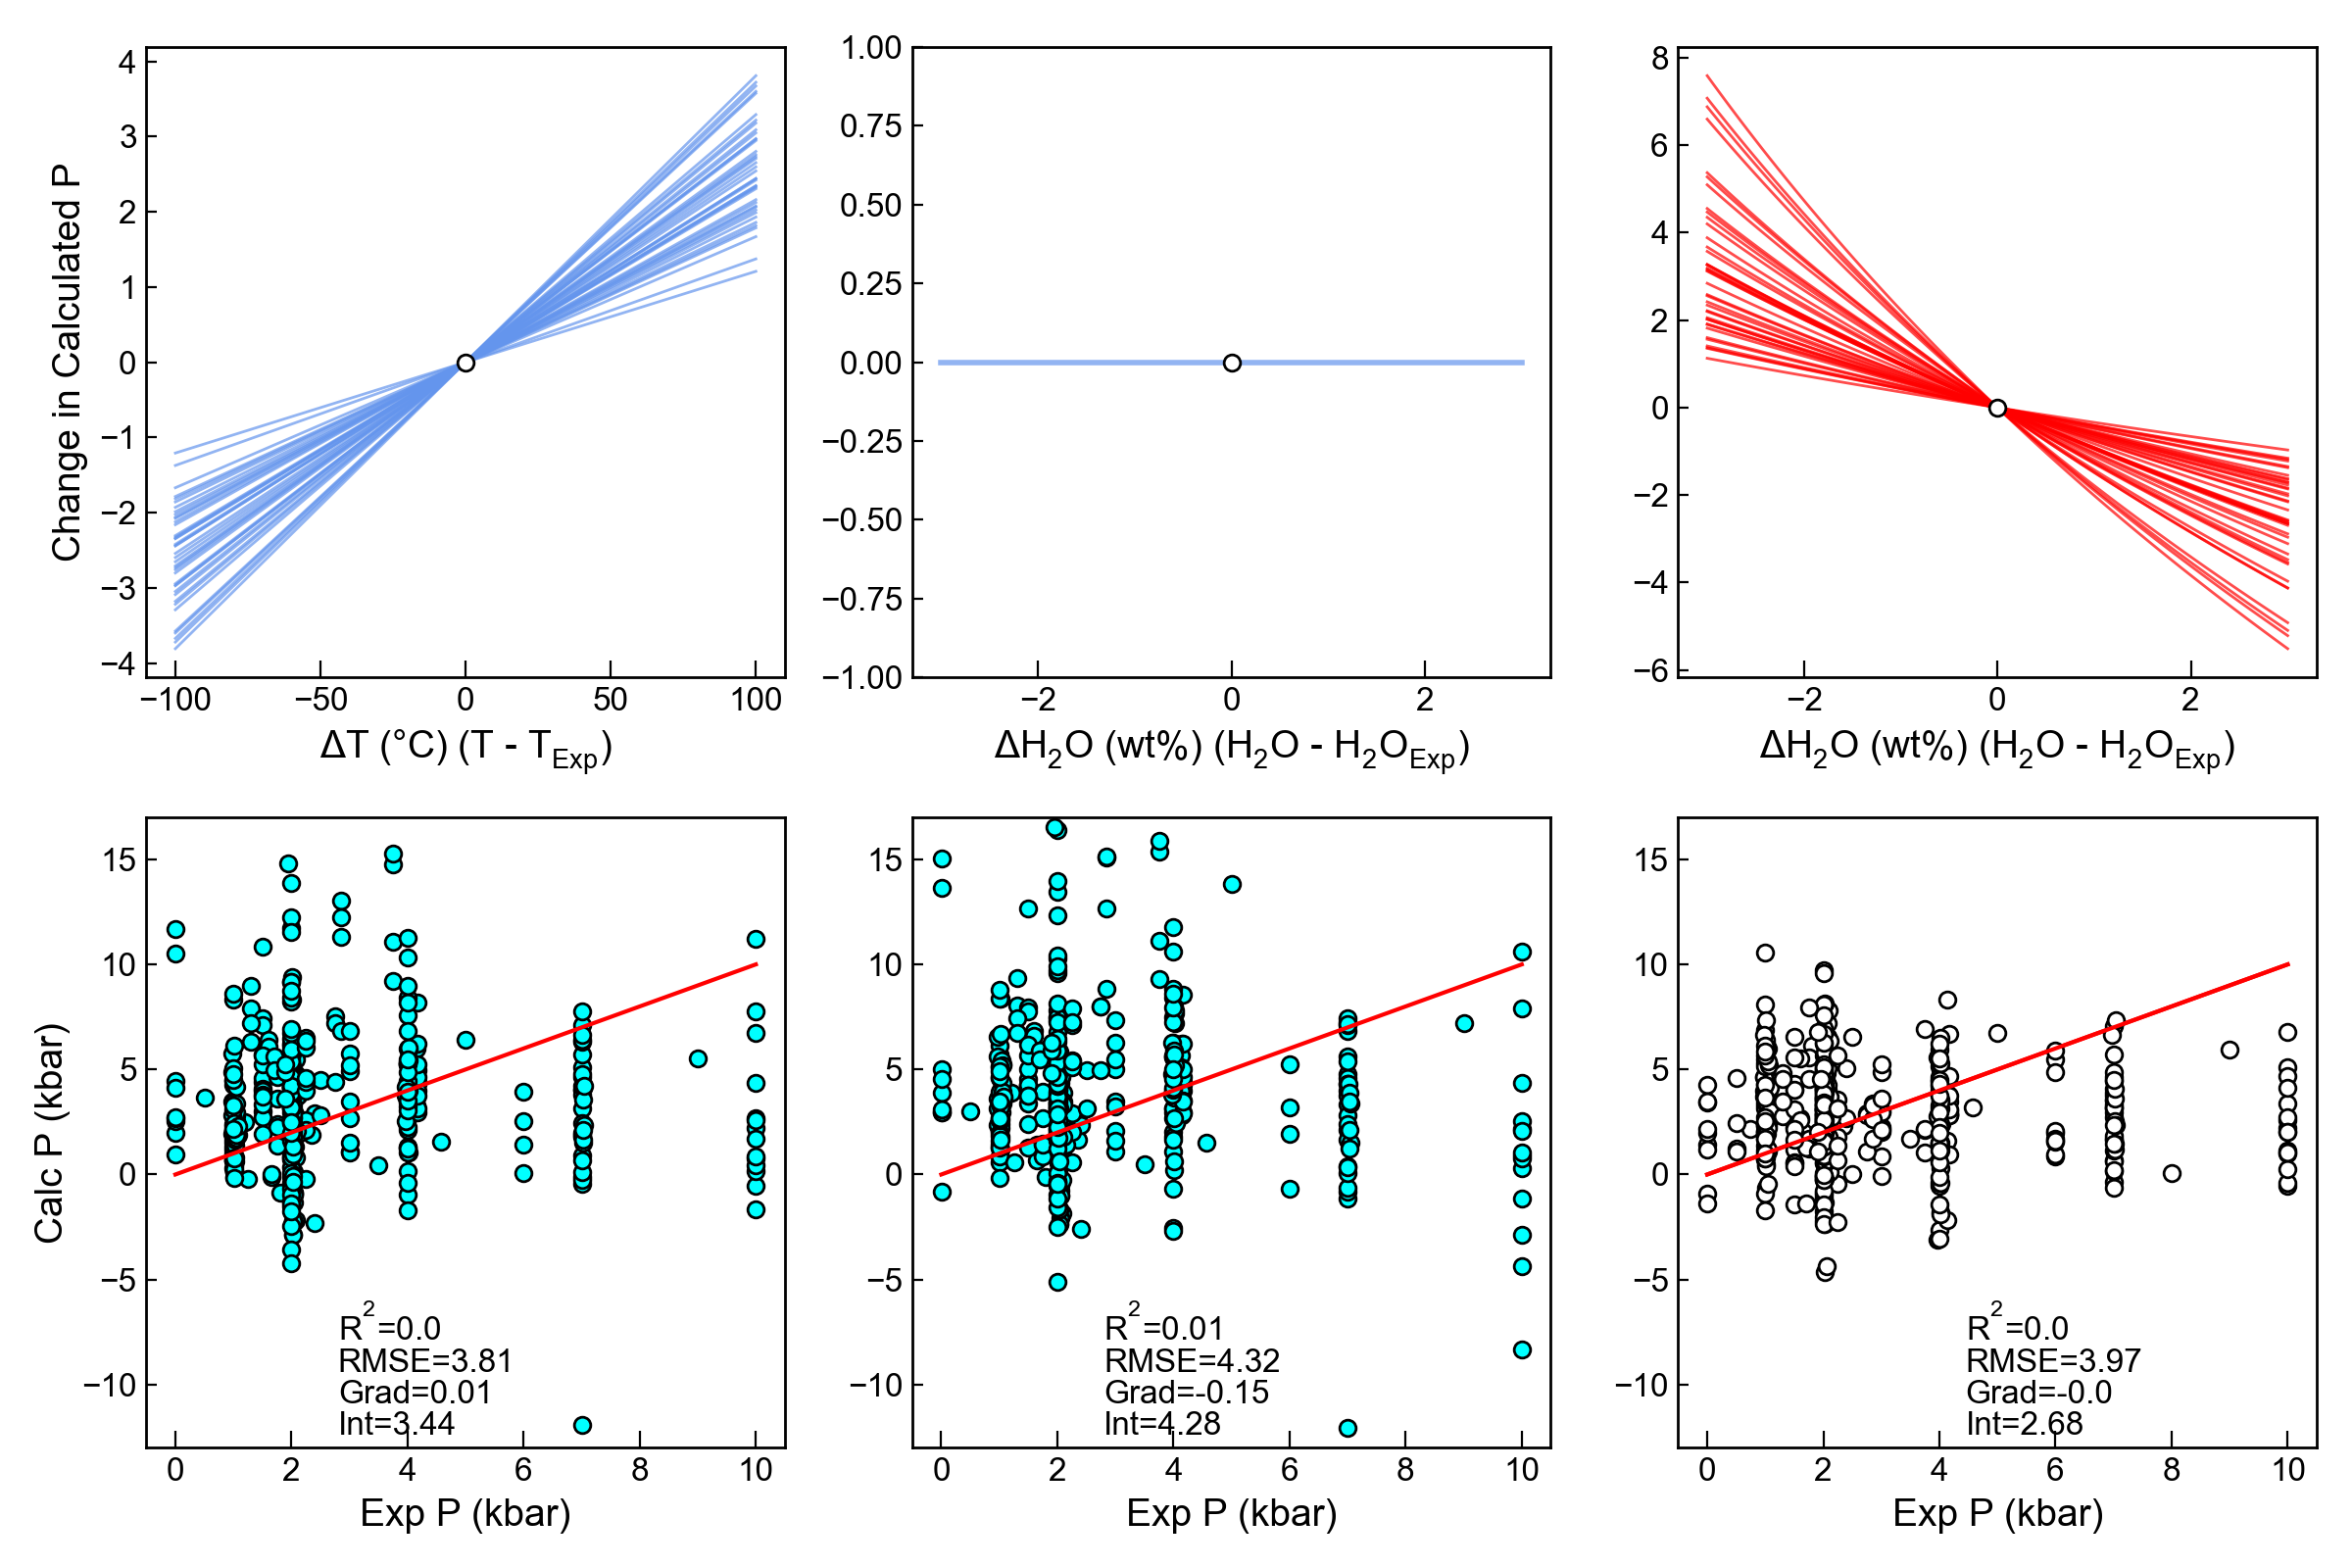 Change in Calculated P
4
3
2
1
0
−1
−2
−3
−4
−100 −50 0 50 100
ΔT (°C) (T - T_Exp)
1.00
0.75
0.50
0.25
0.00
−0.25
−0.50
−0.75
−1.00
−2 0 2
ΔH₂O (wt%) (H₂O - H₂O_Exp)
8
6
4
2
0
−2
−4
−6
−2 0 2
ΔH₂O (wt%) (H₂O - H₂O_Exp)
Calc P (kbar)
15
10
5
0
−5
−10
R²=0.0
RMSE=3.81
Grad=0.01
Int=3.44
0 2 4 6 8 10
Exp P (kbar)
15
10
5
0
−5
−10
R²=0.01
RMSE=4.32
Grad=-0.15
Int=4.28
0 2 4 6 8 10
Exp P (kbar)
15
10
5
0
−5
−10
R²=0.0
RMSE=3.97
Grad=-0.0
Int=2.68
0 2 4 6 8 10
Exp P (kbar)